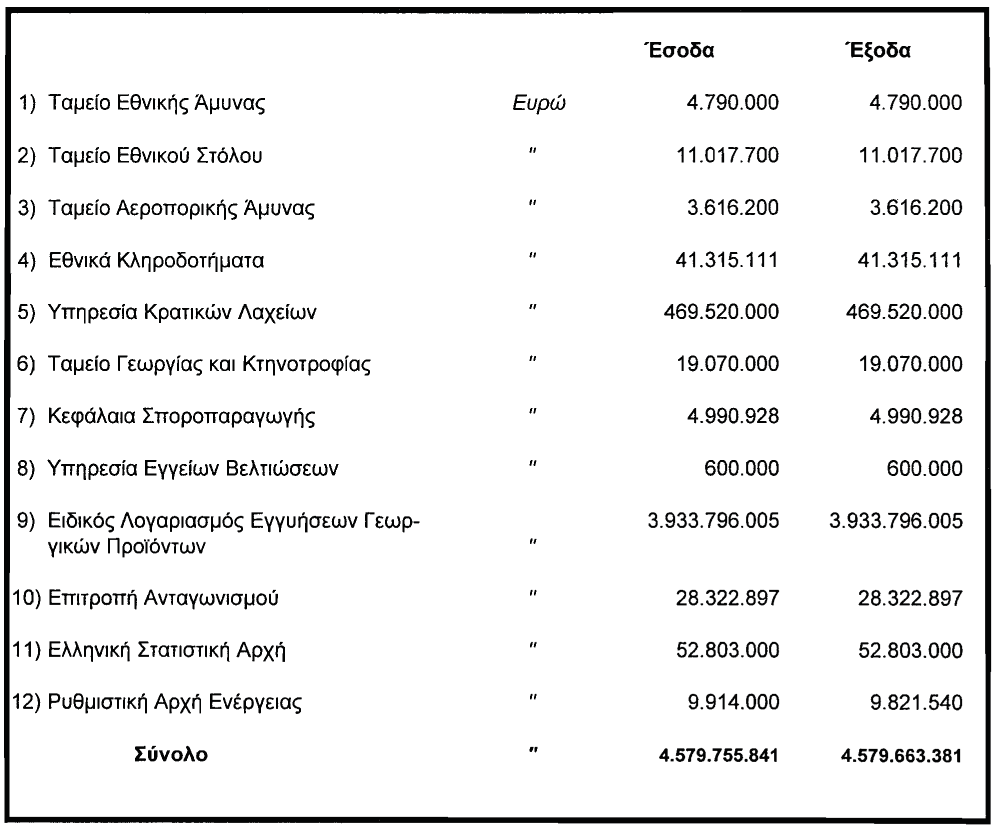 Έσοδα Έξοδα
1) Ταμείο Εθνικής Άμυνας Ευρώ 4.790.000 4.790.000
2) Ταμείο Εθνικού Στόλου " 11.017.700 11.017.700
3) Ταμείο Αεροπορικής Άμυνας " 3.616.200 3.616.200
4) Εθνικά Κληροδοτήματα " 41.315.111 41.315.111
5) Υπηρεσία Κρατικών Λαχείων " 469.520.000 469.520.000
6) Ταμείο Γεωργίας και Κτηνοτροφίας " 19.070.000 19.070.000
7) Κεφάλαια Σποροπαραγωγής " 4.990.928 4.990.928
8) Υπηρεσία Εγγείων Βελτιώσεων " 600.000 600.000
9) Ειδικός Λογαριασμός Εγγυήσεων Γεωρ- 3.933.796.005 3.933.796.005
γικών Προϊόντων "
10) Επιτροπή Ανταγωνισμού " 28.322.897 28.322.897
11) Ελληνική Στατιστική Αρχή " 52.803.000 52.803.000
12) Ρυθμιστική Αρχή Ενέργειας " 9.914.000 9.821.540
Σύνολο " 4.579.755.841 4.579.663.381